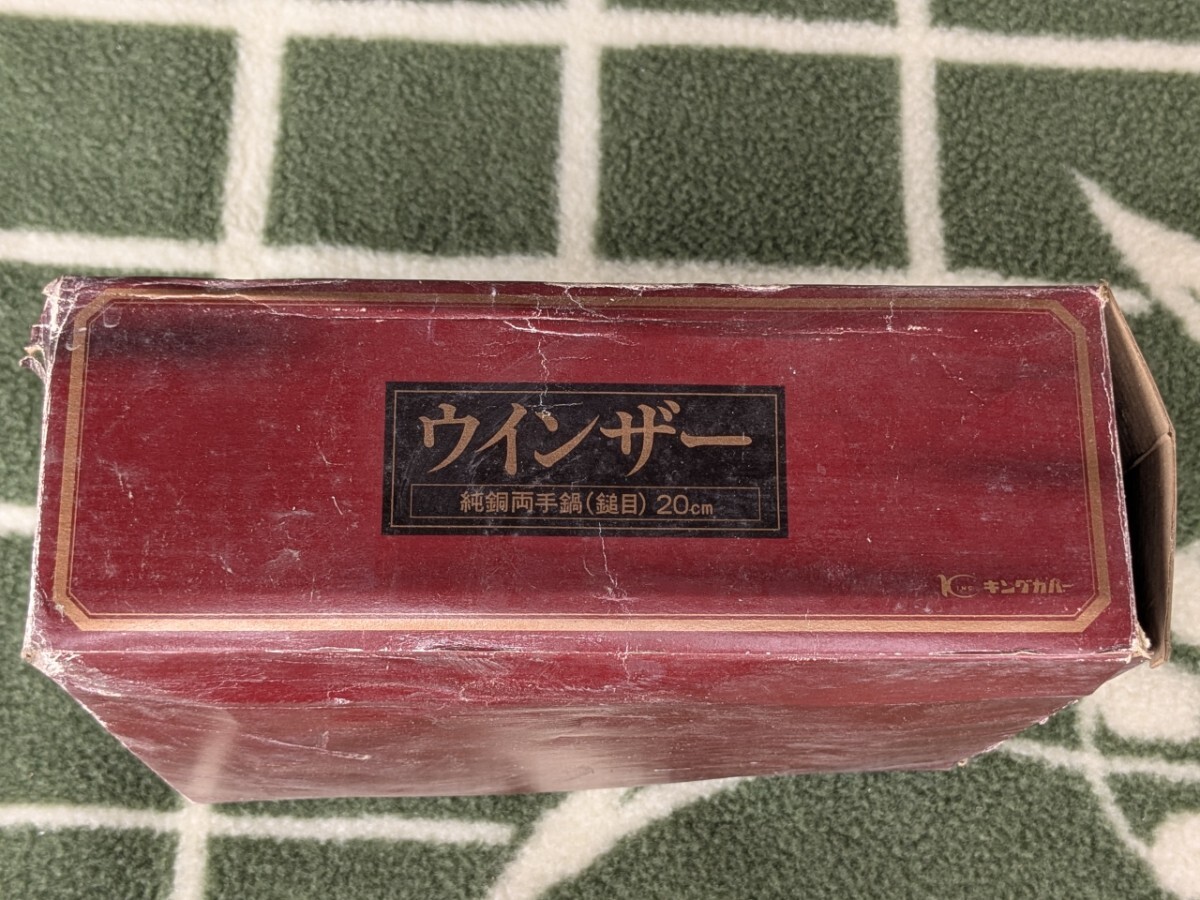 ウインザー
純銅両手鍋(鎚目) 20cm
キングカバー